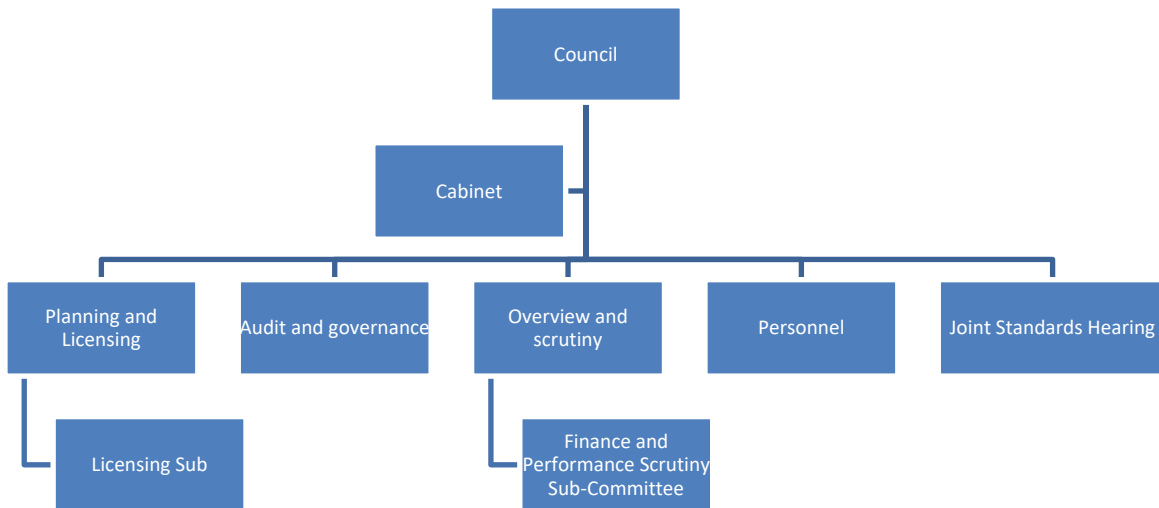 Council
Cabinet
Planning and
Licensing
Audit and governance
Overview and
scrutiny
Personnel
Joint Standards Hearing
Licensing Sub
Finance and
Performance Scrutiny
Sub-Committee